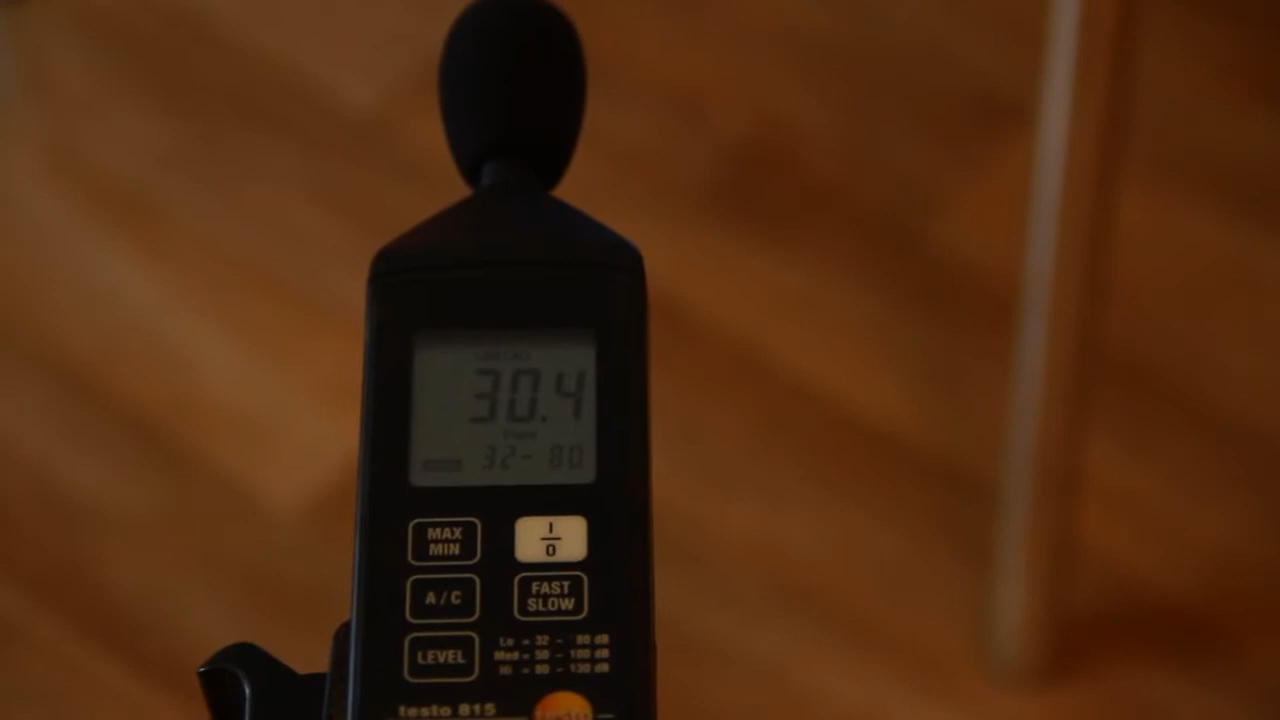 30.4
32- 80
MAX
MIN
I
0
A / C
FAST
SLOW
LEVEL
Lo = 32 - 80 dB
Med = 50 - 100 dB
Hi = 80 - 130 dB
testo 815